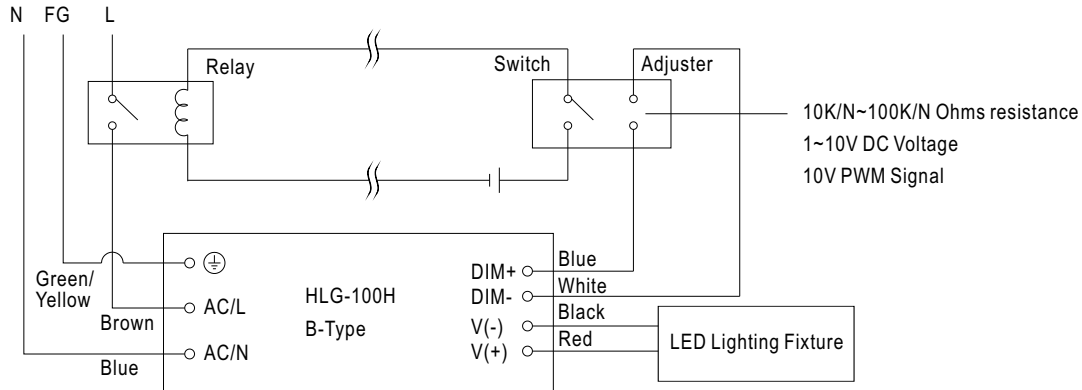 N FG L
Relay
Switch
Adjuster
10K/N~100K/N Ohms resistance
1~10V DC Voltage
10V PWM Signal
Green/
Yellow
Brown
Blue
AC/L
AC/N
HLG-100H
B-Type
DIM+
DIM-
V(-)
V(+)
Blue
White
Black
Red
LED Lighting Fixture